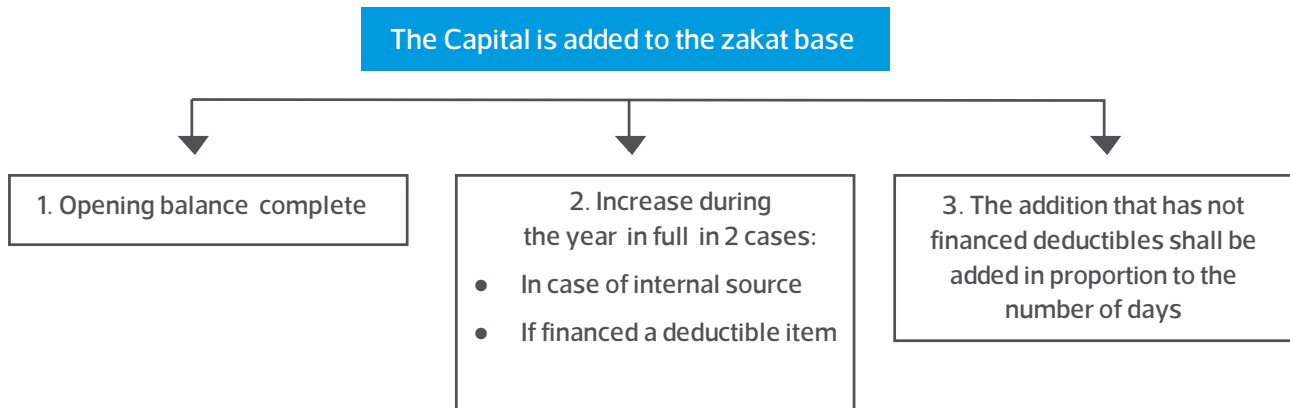 The Capital is added to the zakat base
1. Opening balance complete
2. Increase during
the year in full in 2 cases:
● In case of internal source
● If financed a deductible item
3. The addition that has not
financed deductibles shall be
added in proportion to the
number of days